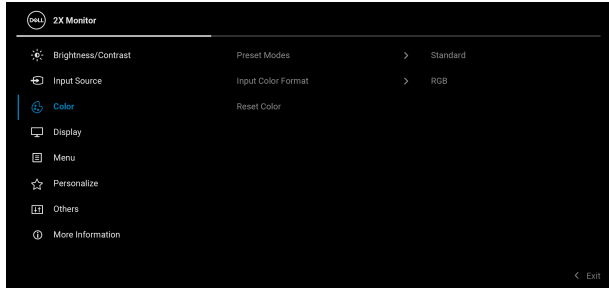 DELL 2X Monitor
Brightness/Contrast Preset Modes > Standard
Input Source Input Color Format > RGB
Color Reset Color
Display
Menu
Personalize
Others
More Information
< Exit